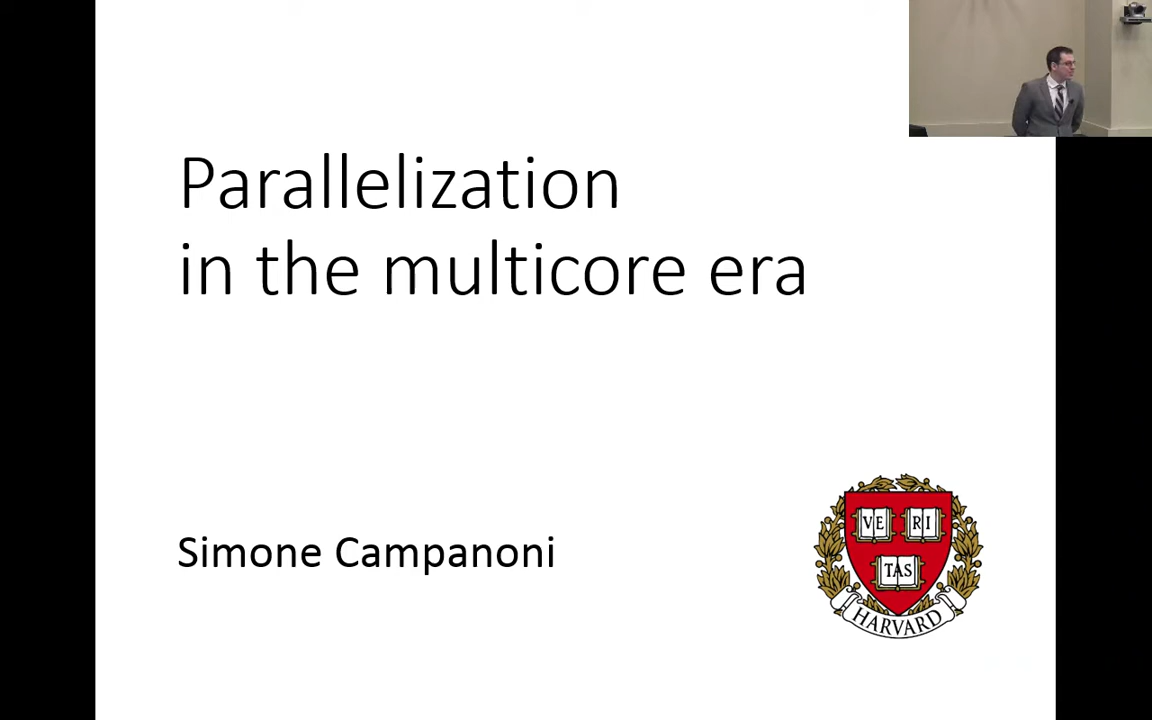 Parallelization
in the multicore era
Simone Campanoni
VE RI
TAS
HARVARD